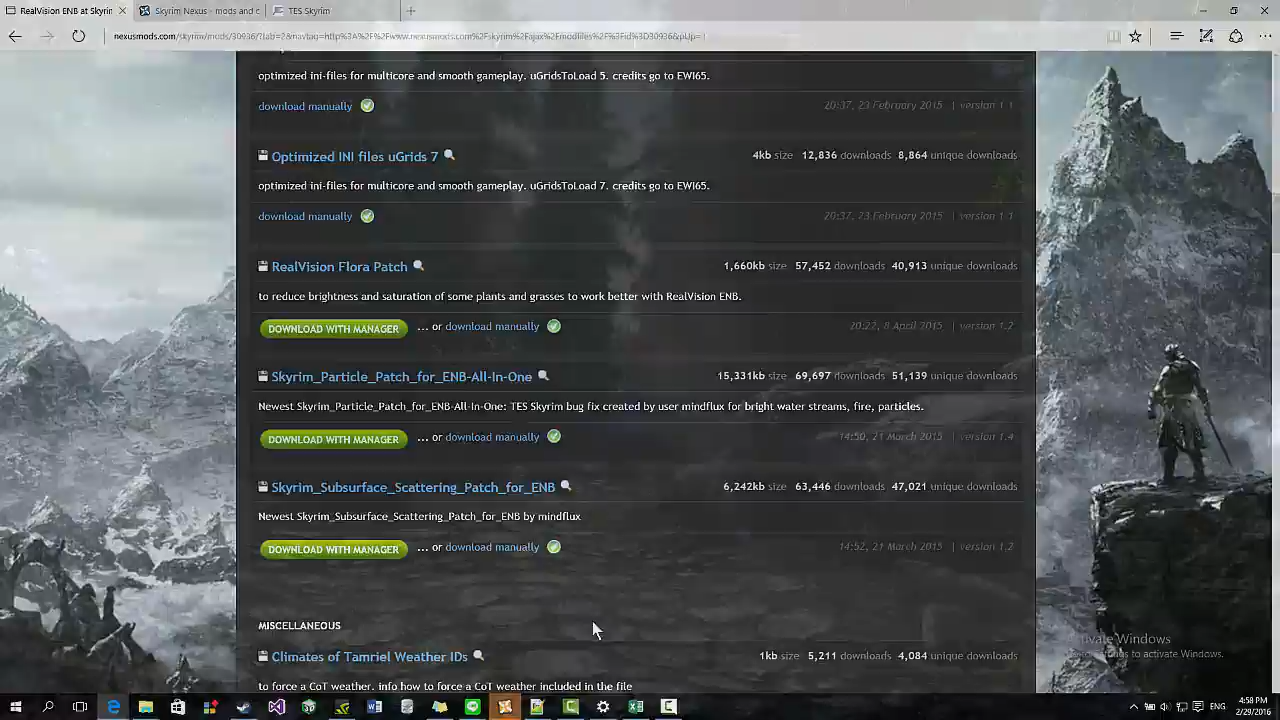 RealVision ENB at Skyrim
Skyrim Nexus - mods and c
TES Skyrim
optimized ini-files for multicore and smooth gameplay. uGridsToLoad 5. credits go to EWI65.
download manually
20:37, 23 February 2015 | version 1.1
Optimized INI files uGrids 7
4kb size 12,836 downloads 8,864 unique downloads
optimized ini-files for multicore and smooth gameplay. uGridsToLoad 7. credits go to EWI65.
download manually
20:37, 23 February 2015 | version 1.1
RealVision Flora Patch
1,660kb size 57,452 downloads 40,913 unique downloads
to reduce brightness and saturation of some plants and grasses to work better with RealVision ENB.
DOWNLOAD WITH MANAGER ... or download manually
20:22, 8 April 2015 | version 1.2
Skyrim_Particle_Patch_for_ENB-All-In-One
15,331kb size 69,697 downloads 51,139 unique downloads
Newest Skyrim_Particle_Patch_for_ENB-All-In-One: TES Skyrim bug fix created by user mindflux for bright water streams, fire, particles.
DOWNLOAD WITH MANAGER ... or download manually
14:50, 21 March 2015 | version 1.4
Skyrim_Subsurface_Scattering_Patch_for_ENB
6,242kb size 63,446 downloads 47,021 unique downloads
Newest Skyrim_Subsurface_Scattering_Patch_for_ENB by mindflux
DOWNLOAD WITH MANAGER ... or download manually
14:52, 21 March 2015 | version 1.2
MISCELLANEOUS
Climates of Tamriel Weather IDs
1kb size 5,211 downloads 4,084 unique downloads
to force a CoT weather. info how to force a CoT weather included in the file
Windows
to activate Windows.
ENG
4:58 PM
2/29/2016